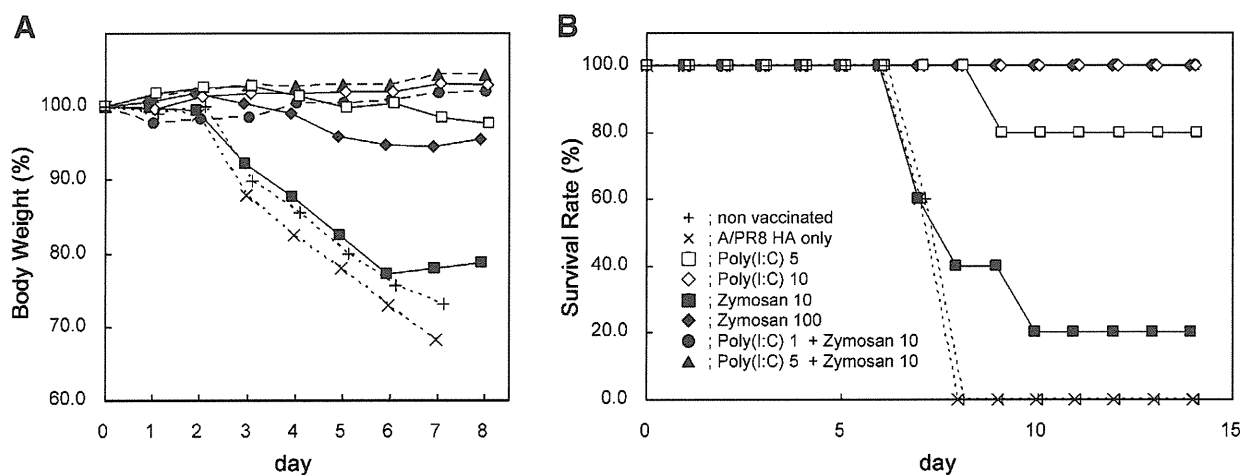 A
Body Weight (%)
100.0
90.0
80.0
70.0
60.0
0 1 2 3 4 5 6 7 8
day
B
Survival Rate (%)
100.0
80.0
60.0
40.0
20.0
0.0
; non vaccinated
; A/PR8 HA only
; Poly(I:C) 5
; Poly(I:C) 10
; Zymosan 10
; Zymosan 100
; Poly(I:C) 1 + Zymosan 10
; Poly(I:C) 5 + Zymosan 10
0 5 10 15
day